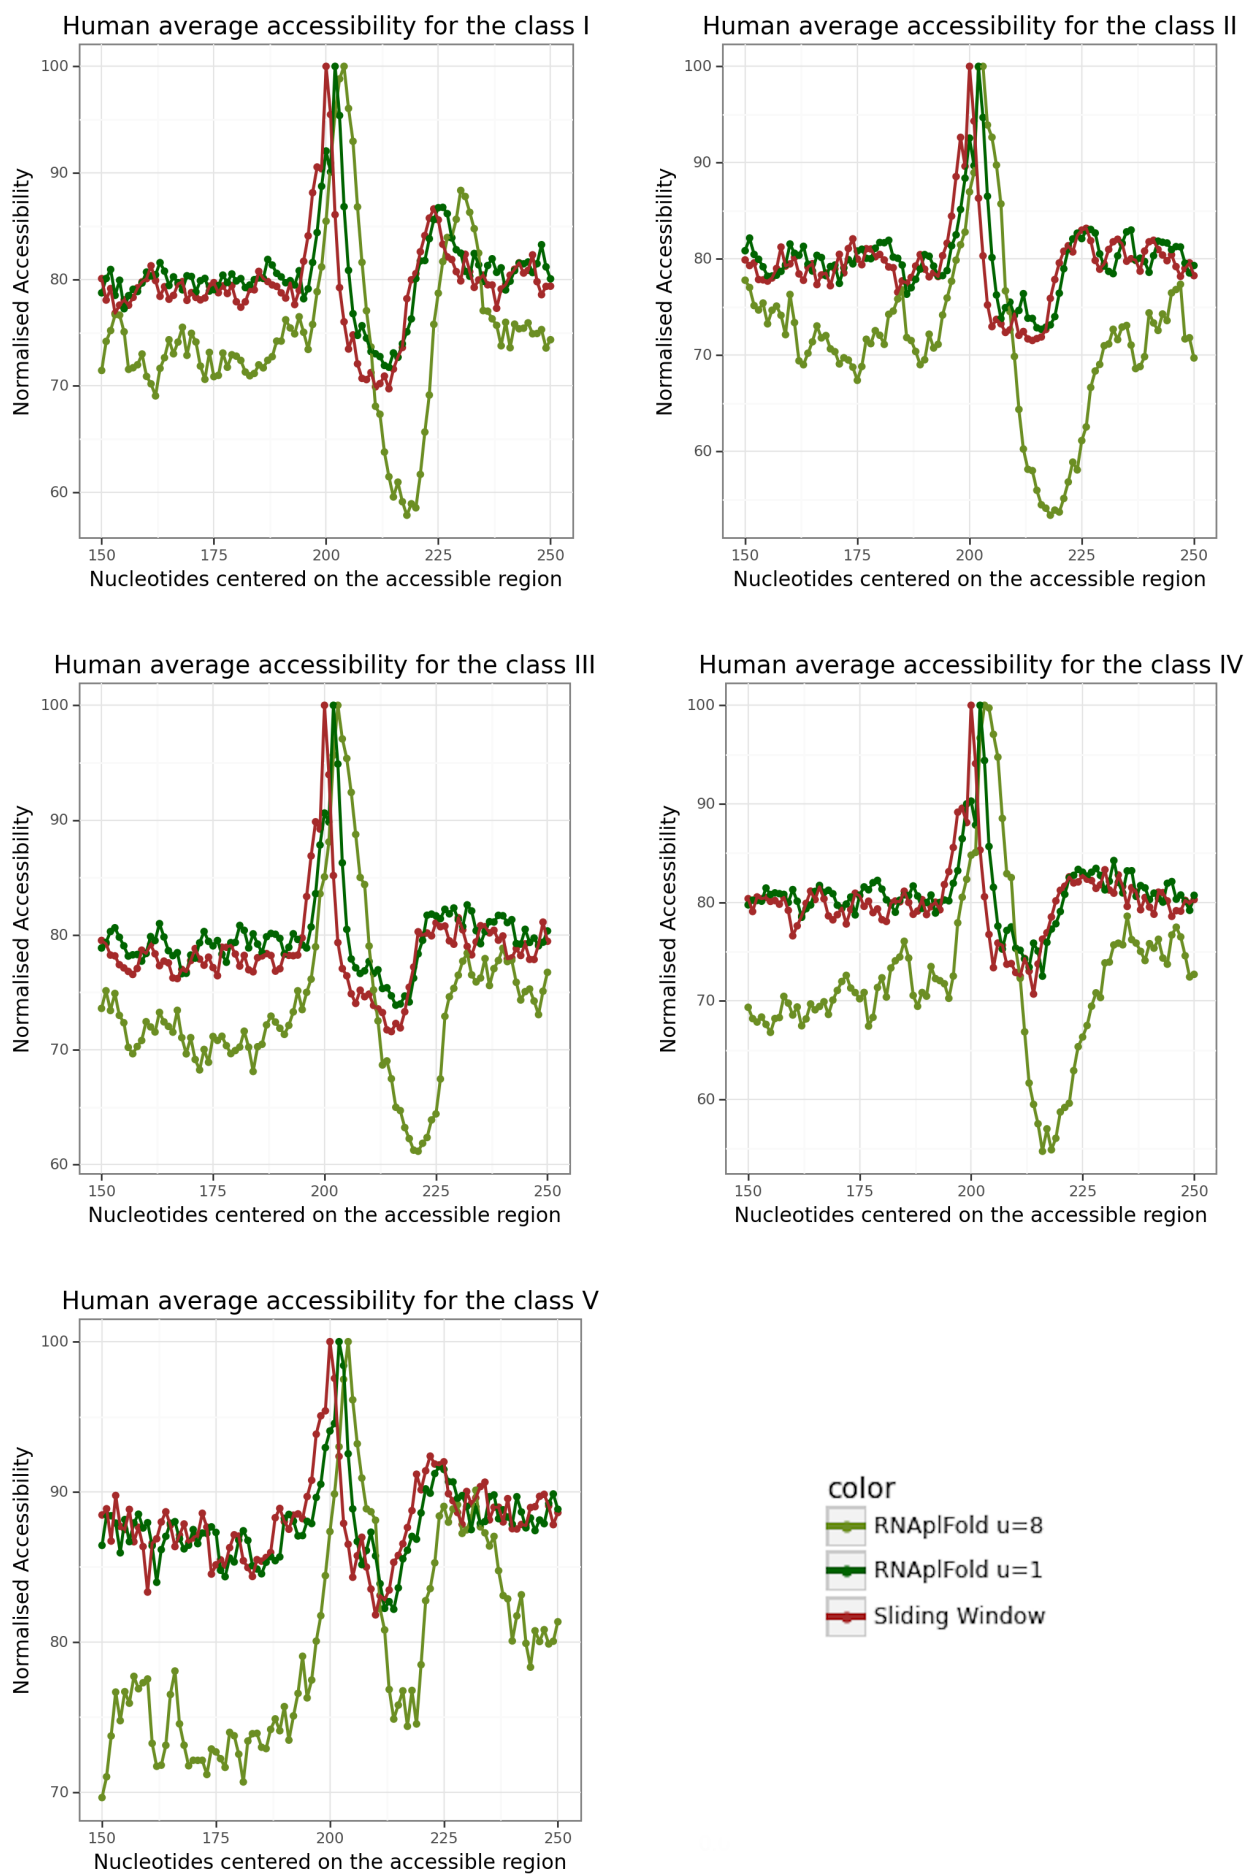 Human average accessibility for the class I
Human average accessibility for the class II
100
90
80
70
60
Normalised Accessibility
150 175 200 225 250
Nucleotides centered on the accessible region
100
90
80
70
60
Normalised Accessibility
150 175 200 225 250
Nucleotides centered on the accessible region
Human average accessibility for the class III
Human average accessibility for the class IV
100
90
80
70
60
Normalised Accessibility
150 175 200 225 250
Nucleotides centered on the accessible region
100
90
80
70
60
Normalised Accessibility
150 175 200 225 250
Nucleotides centered on the accessible region
Human average accessibility for the class V
100
90
80
70
Normalised Accessibility
150 175 200 225 250
Nucleotides centered on the accessible region
color
RNAplFold u=8
RNAplFold u=1
Sliding Window